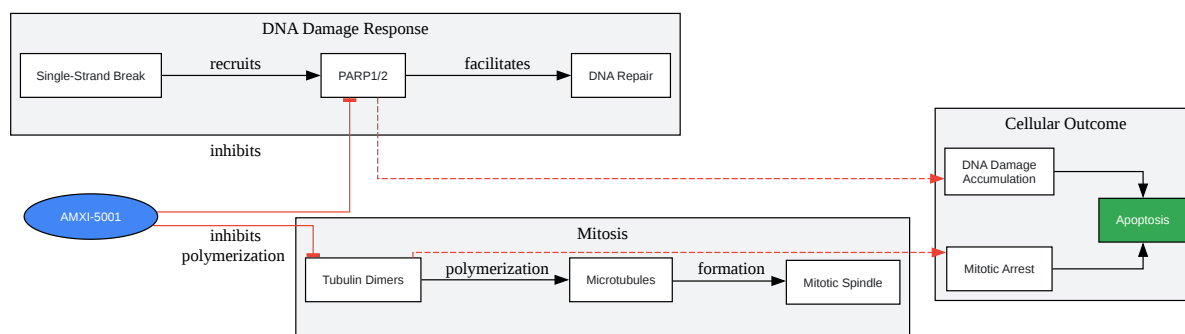 DNA Damage Response
Single-Strand Break
recruits
PARP1/2
facilitates
DNA Repair
inhibits
AMXI-5001
inhibits
polymerization
Mitosis
Tubulin Dimers
polymerization
Microtubules
formation
Mitotic Spindle
Cellular Outcome
DNA Damage
Accumulation
Apoptosis
Mitotic Arrest